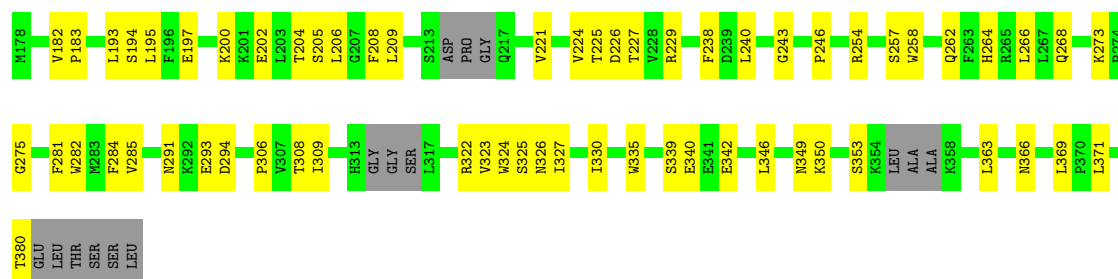 M178 V182 P183 L193 S194 L195 F196 E197 K200 K201 E202 L203 T204 S205 L206 G207 F208 L209 S213 ASP PRO GLY Q217 V221 V224 T225 D226 T227 V228 R229 F238 D239 L240 G243 P246 R254 S257 W258 Q262 F263 H264 R265 L266 L267 Q268 K273
G275 F281 W282 M283 F284 V285 N291 K292 E293 D294 P306 V307 T308 I309 H313 GLY GLY SER L317 R322 V323 W324 S325 N326 I327 I330 W335 S339 E340 E341 E342 L346 N349 K350 S353 K354 LEU ALA ALA K358 L363 N366 L369 P370 L371
T380 GLU LEU THR SER SER LEU